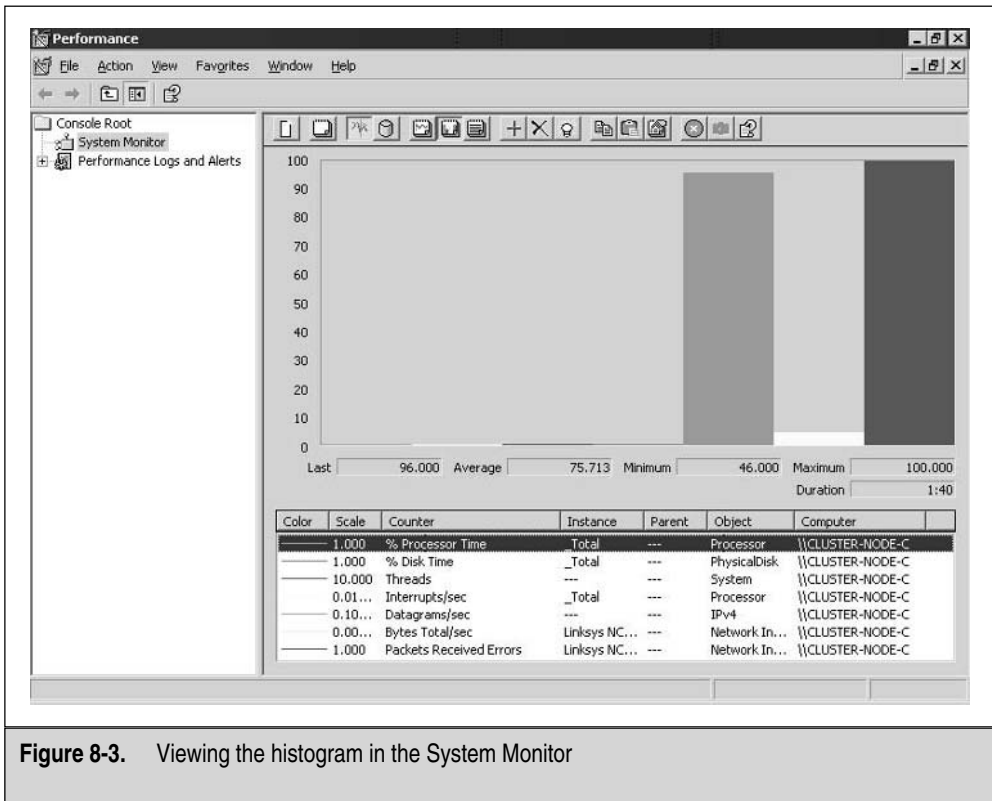 Performance
File Action View Favorites Window Help
Console Root
System Monitor
Performance Logs and Alerts
100
90
80
70
60
50
40
30
20
10
0
Last 96.000 Average 75.713 Minimum 46.000 Maximum 100.000
Duration 1:40
Color Scale Counter Instance Parent Object Computer
1.000 % Processor Time _Total --- Processor \\CLUSTER-NODE-C
1.000 % Disk Time _Total --- PhysicalDisk \\CLUSTER-NODE-C
10.000 Threads --- --- System \\CLUSTER-NODE-C
0.01... Interrupts/sec _Total --- Processor \\CLUSTER-NODE-C
0.10... Datagrams/sec --- --- IPv4 \\CLUSTER-NODE-C
0.00... Bytes Total/sec Linksys NC... --- Network In... \\CLUSTER-NODE-C
1.000 Packets Received Errors Linksys NC... --- Network In... \\CLUSTER-NODE-C
Figure 8-3. Viewing the histogram in the System Monitor